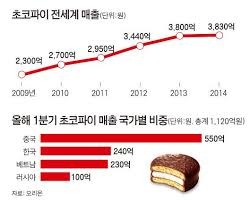 초코파이 전세계 매출(단위:원)
2,300억
2,700억
2,950억
3,440억
3,800억
3,830억
2009년 2010 2011 2012 2013 2014
올해 1분기 초코파이 매출 국가별 비중(단위:원, 총계 1,120억원)
중국 550억
한국 240억
베트남 230억
러시아 100억
자료:오리온